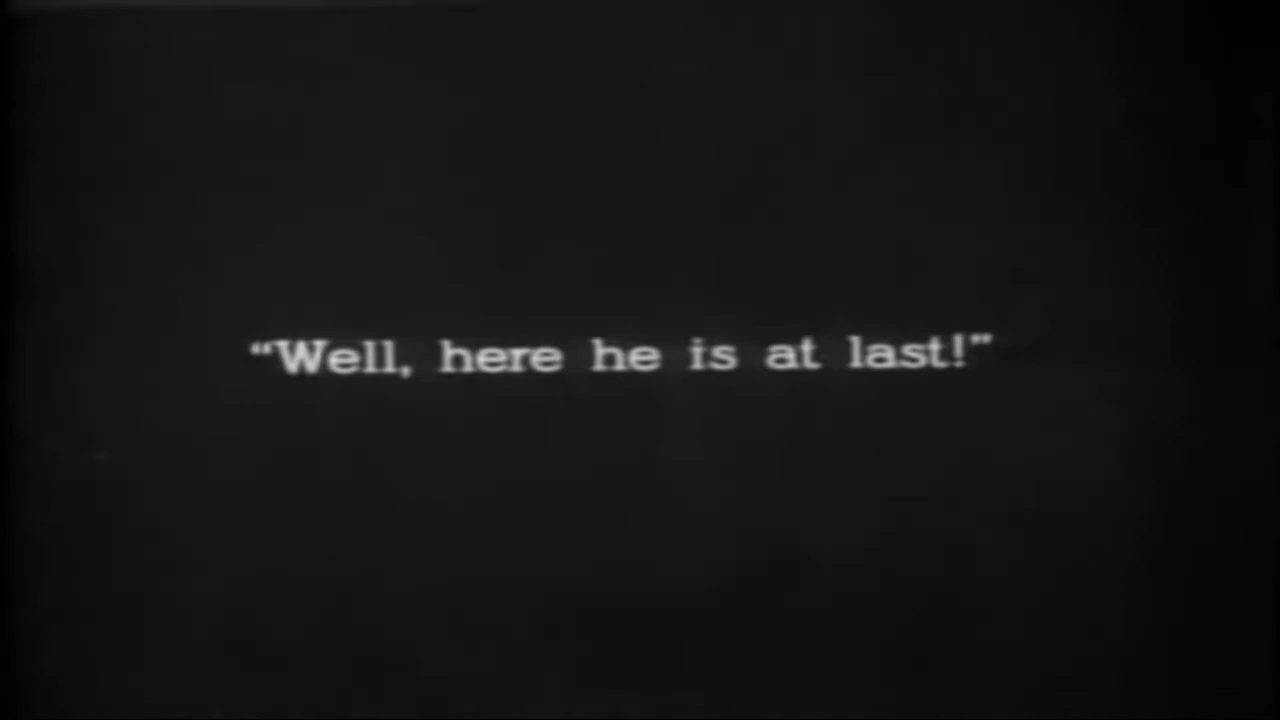 “Well, here he is at last!”